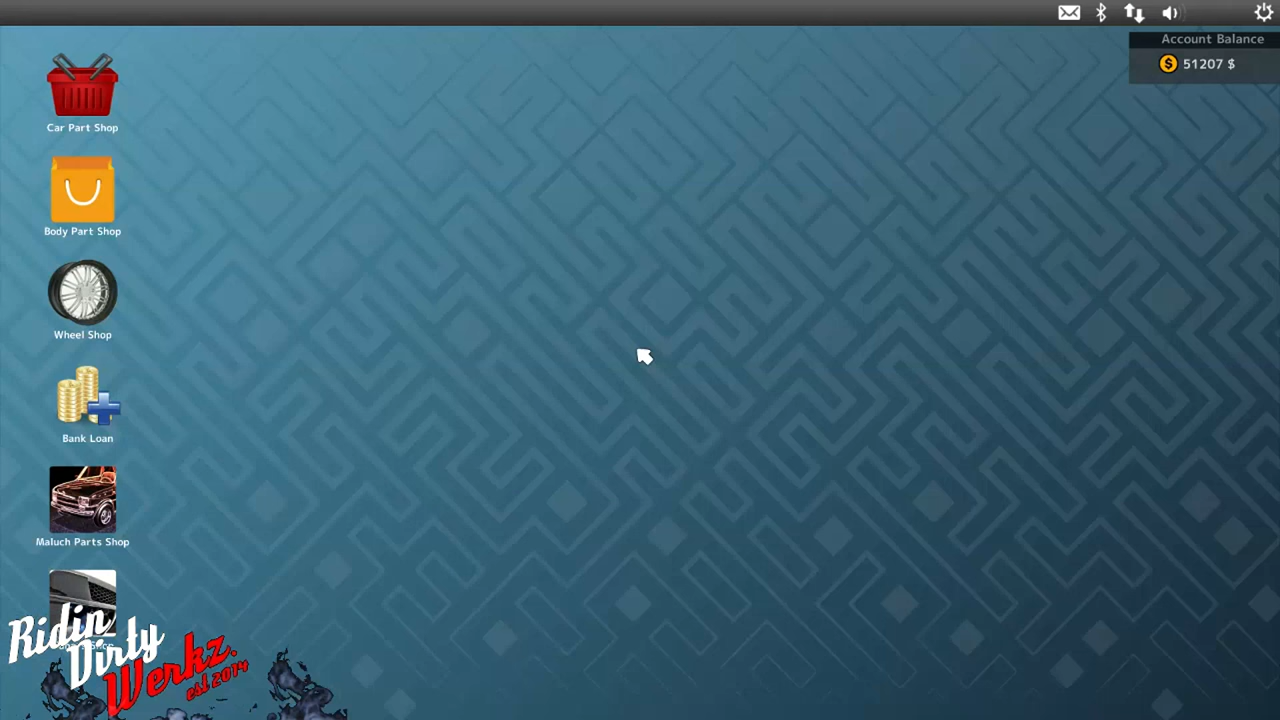 Account Balance
51207 $
Car Part Shop
Body Part Shop
Wheel Shop
Bank Loan
Maluch Parts Shop
Ridin
Dirty
Werkz.
est 2014